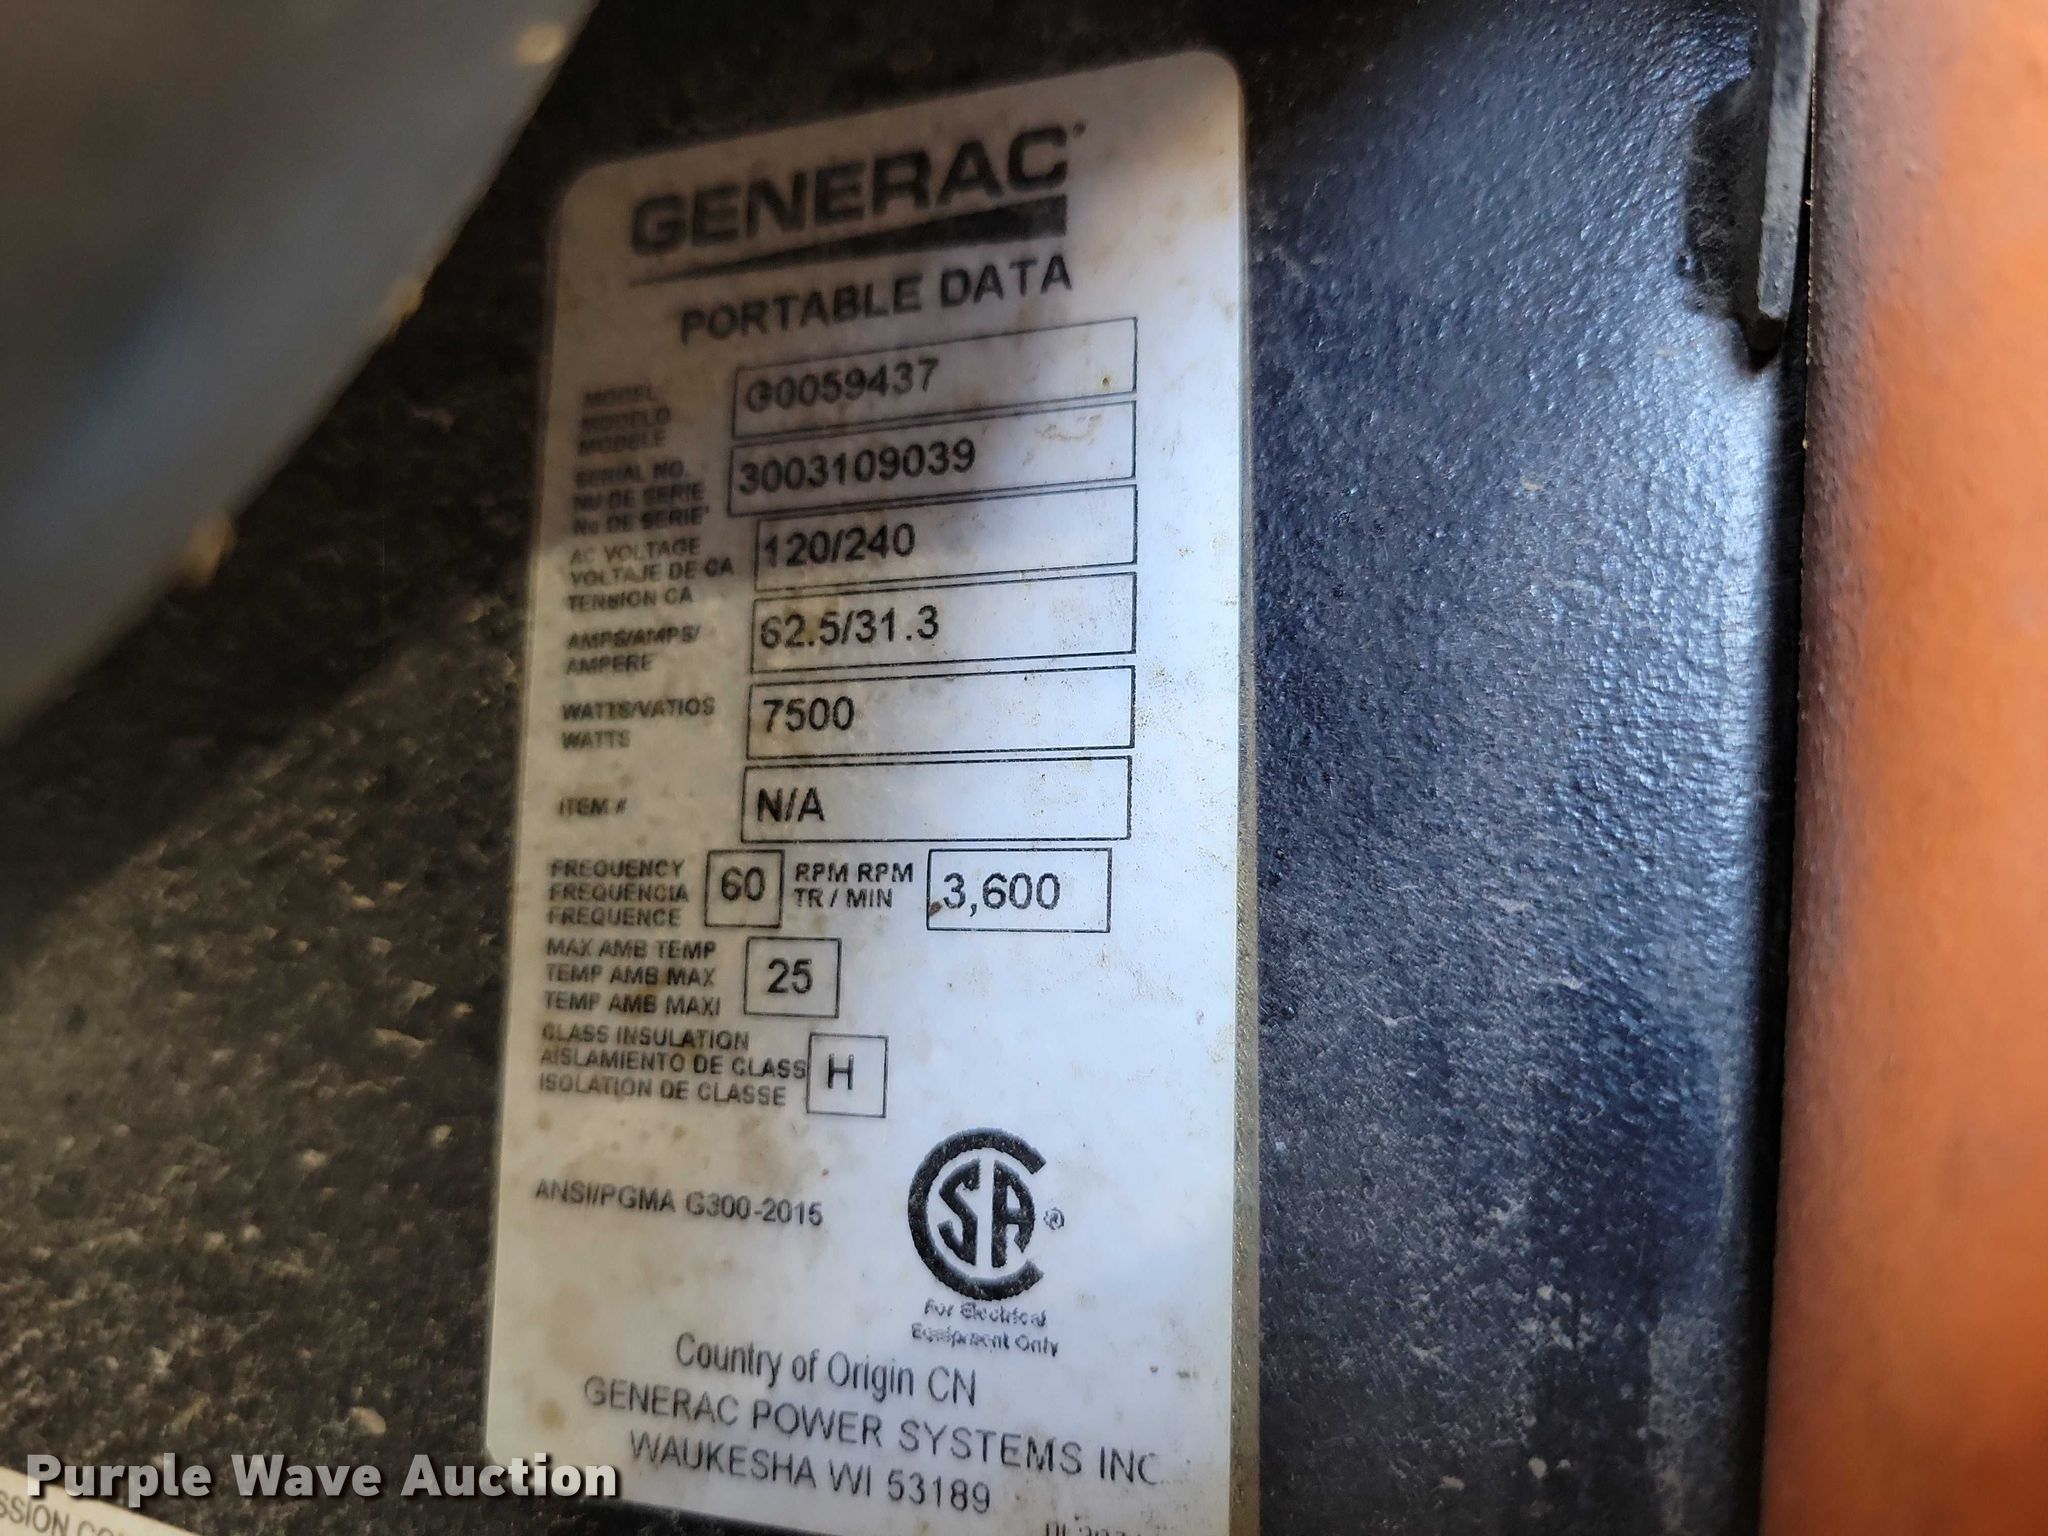 GENERAC
PORTABLE DATA
MODEL
MODELO
MODELE
G0059437
SERIAL NO.
NU DE SERIE
No DE SERIE
3003109039
AC VOLTAGE
VOLTAJE DE CA
TENSION CA
120/240
AMPS/AMPS/
AMPERE
62.5/31.3
WATTS/VATIOS
WATTS
7500
ITEM #
N/A
FREQUENCY
FREQUENCIA
FREQUENCE
60
RPM RPM
TR / MIN
3,600
MAX AMB TEMP
TEMP AMB MAX
TEMP AMB MAXI
25
CLASS INSULATION
AISLAMIENTO DE CLASS
ISOLATION DE CLASSE
H
ANSI/PGMA G300-2015
CSA ®
For Electrical
Equipment Only
Country of Origin CN
GENERAC POWER SYSTEMS INC
WAUKESHA WI 53189
Purple Wave Auction